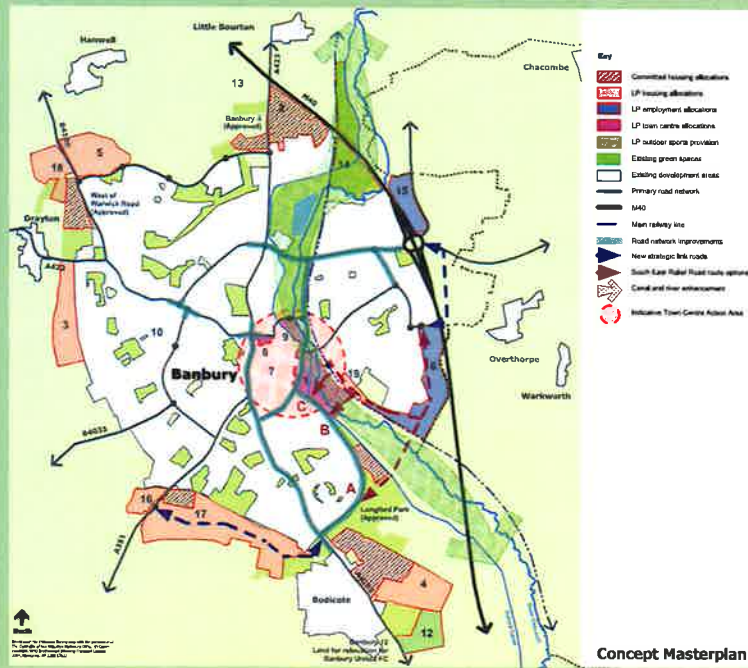 Hanwell
Little Bourton
Chacombe
A423
M40
13
2
Banbury 4
(Approved)
B4100
5
18
West of
Warwick Road
(Approved)
14
15
Drayton
A422
3
10
9
8
7
Banbury
19
6
Overthorpe
Warkworth
C
B
A
B4035
16
17
A361
Longford Park
(Approved)
4
Bodicote
12
Banbury 12
Land for relocation for
Banbury United FC
North
Key
Committed housing allocations
LP housing allocations
LP employment allocations
LP town centre allocations
LP outdoor sports provision
Existing green spaces
Existing development areas
Primary road network
M40
Main railway line
Road network improvements
New strategic link roads
South East Relief Road route options
Canal and river enhancement
Indicative Town Centre Action Area
Concept Masterplan